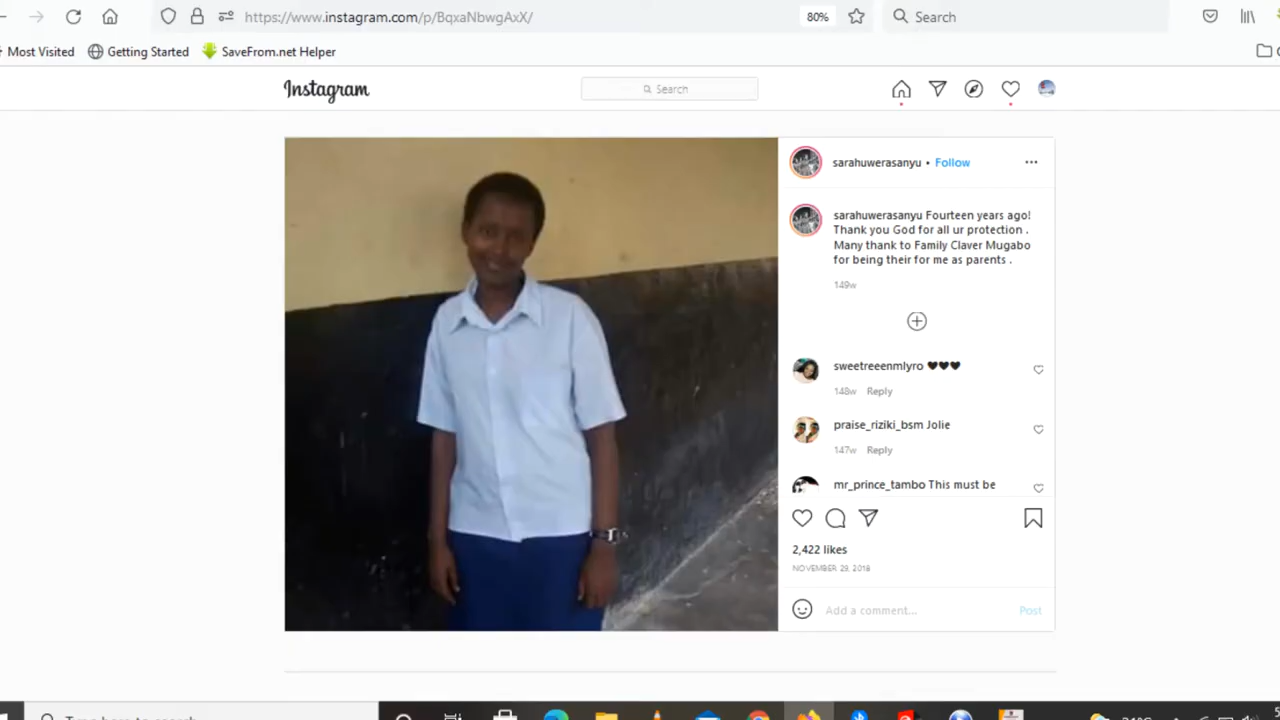 https://www.instagram.com/p/BqxaNbwgAxX/
80%
Search
Most Visited
Getting Started
SaveFrom.net Helper
Instagram
Search
sarahuwerasanyu • Follow
sarahuwerasanyu Fourteen years ago!
Thank you God for all ur protection .
Many thank to Family Claver Mugabo
for being their for me as parents .
149w
sweetreeenmlyro 🖤🖤🖤
148w Reply
praise_riziki_bsm Jolie
147w Reply
mr_prince_tambo This must be
2,422 likes
NOVEMBER 29, 2018
Add a comment...
Post